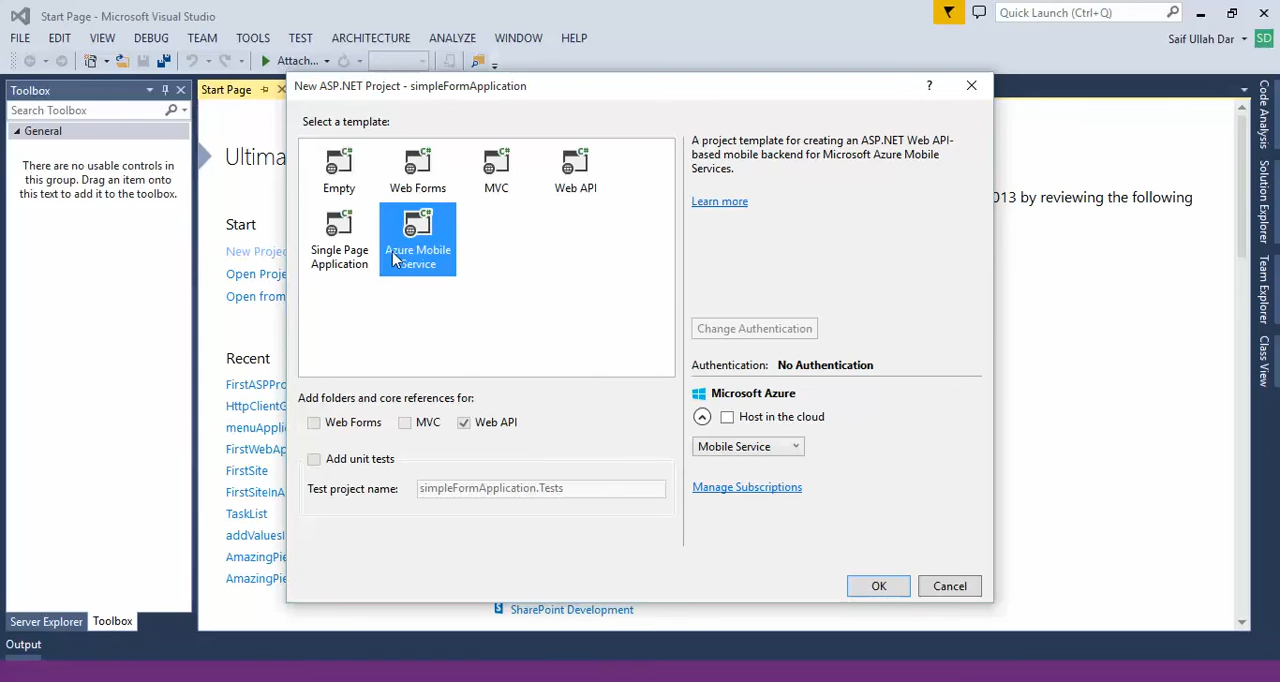 Start Page - Microsoft Visual Studio
Quick Launch (Ctrl+Q)
FILE EDIT VIEW DEBUG TEAM TOOLS TEST ARCHITECTURE ANALYZE WINDOW HELP
Saif Ullah Dar SD
Attach...
Toolbox
Search Toolbox
General
There are no usable controls in
this group. Drag an item onto
this text to add it to the toolbox.
Server Explorer Toolbox
Output
Start Page
Ultima
013 by reviewing the following
Start
New Projec
Open Proje
Open from
Recent
FirstASPPro
HttpClientG
menuApplic
FirstWebAp
FirstSite
FirstSiteInA
TaskList
addValuesI
AmazingPie
AmazingPie
SharePoint Development
New ASP.NET Project - simpleFormApplication
?
Select a template:
C# C# C# C#
Empty Web Forms MVC Web API
C# C#
Single Page
Application
Azure Mobile
Service
Add folders and core references for:
Web Forms MVC Web API
Add unit tests
Test project name: simpleFormApplication.Tests
A project template for creating an ASP.NET Web API-
based mobile backend for Microsoft Azure Mobile
Services.
Learn more
Change Authentication
Authentication: No Authentication
Microsoft Azure
Host in the cloud
Mobile Service
Manage Subscriptions
OK Cancel
Code Analysis
Solution Explorer
Team Explorer
Class View